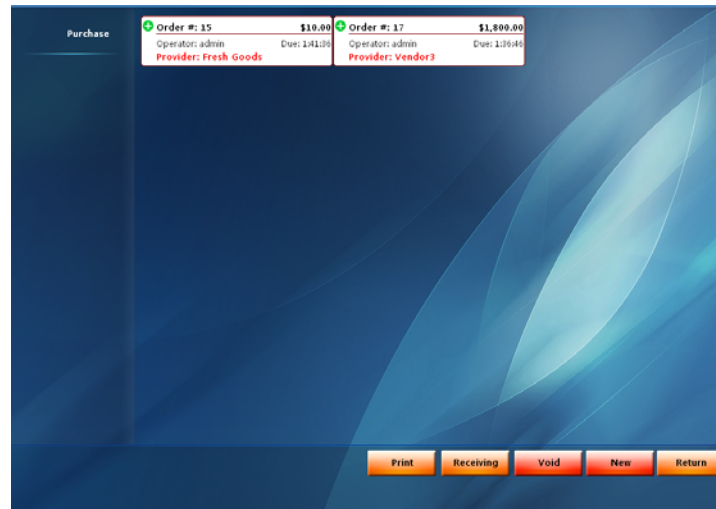 Purchase
Order #: 15 $10.00
Operator: admin Due: 1:41:36
Provider: Fresh Goods
Order #: 17 $1,800.00
Operator: admin Due: 1:36:46
Provider: Vendor3
Print Receiving Void New Return